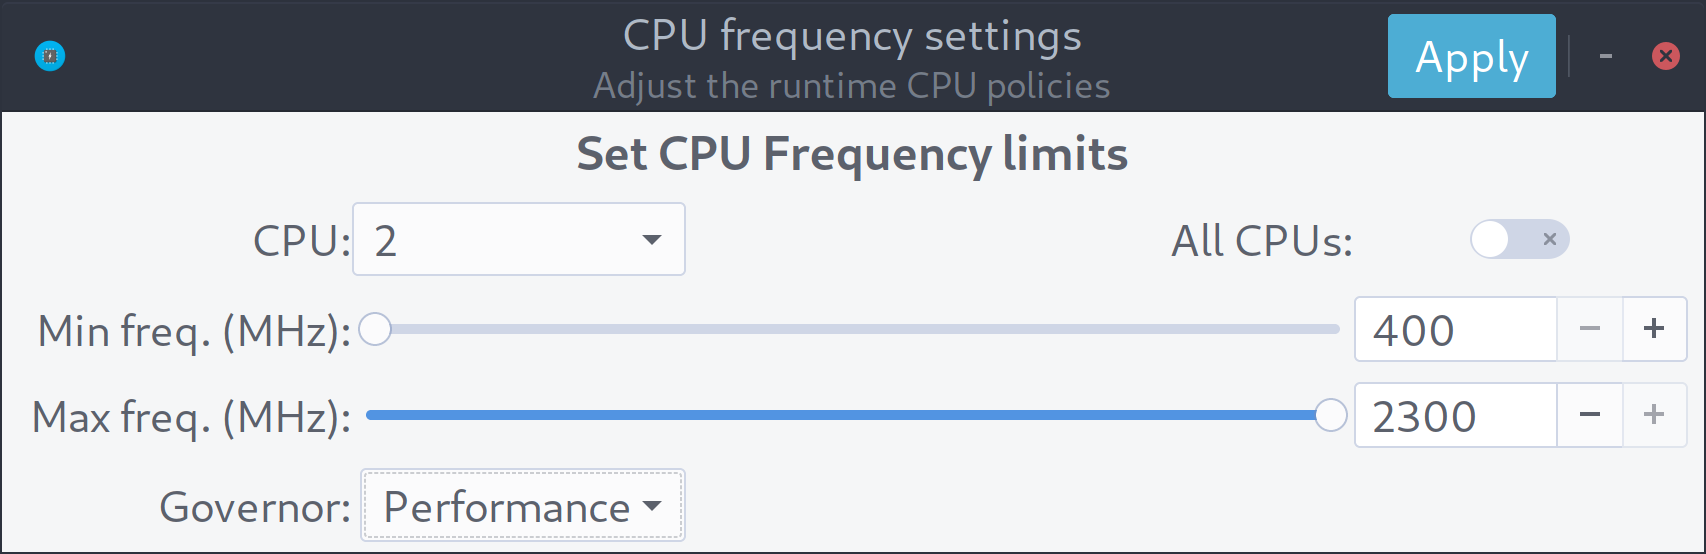 CPU frequency settings
Adjust the runtime CPU policies
Apply
Set CPU Frequency limits
CPU: 2
All CPUs:
Min freq. (MHz): 400
Max freq. (MHz): 2300
Governor: Performance